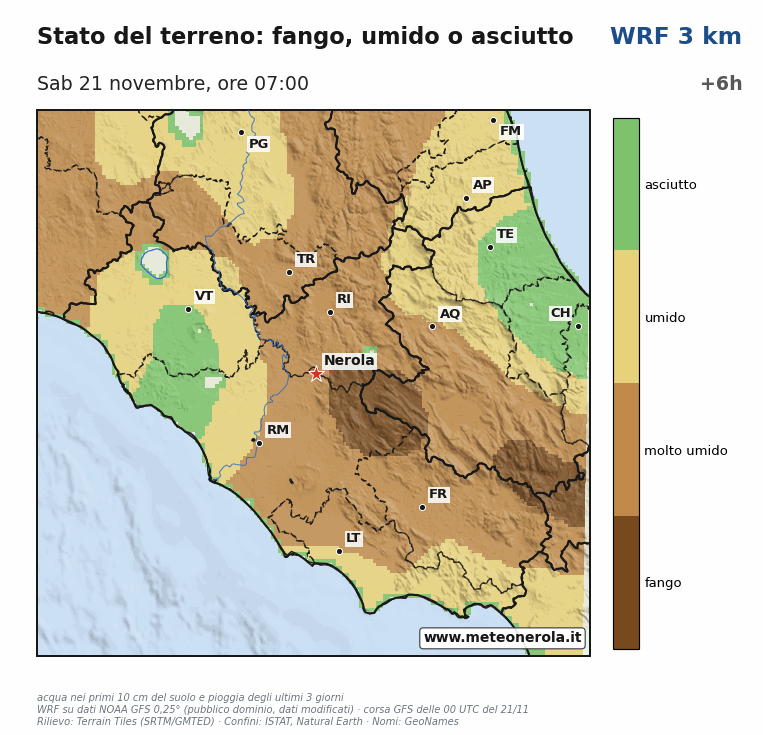 Stato del terreno: fango, umido o asciutto
WRF 3 km
Sab 21 novembre, ore 07:00
+6h
FM
PG
AP
TE
TR
VT
RI
AQ
CH
Nerola
RM
FR
LT
www.meteonerola.it
asciutto
umido
molto umido
fango
acqua nei primi 10 cm del suolo e pioggia degli ultimi 3 giorni
WRF su dati NOAA GFS 0,25° (pubblico dominio, dati modificati) · corsa GFS delle 00 UTC del 21/11
Rilievo: Terrain Tiles (SRTM/GMTED) · Confini: ISTAT, Natural Earth · Nomi: GeoNames